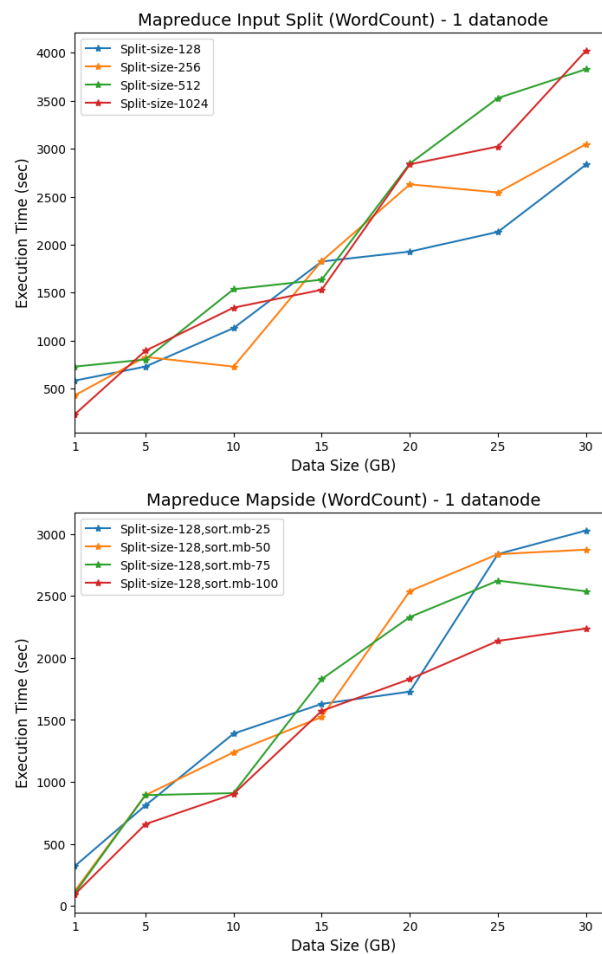 Mapreduce Input Split (WordCount) - 1 datanode
Split-size-128
Split-size-256
Split-size-512
Split-size-1024
Execution Time (sec)
4000
3500
3000
2500
2000
1500
1000
500
1 5 10 15 20 25 30
Data Size (GB)
Mapreduce Mapside (WordCount) - 1 datanode
Split-size-128,sort.mb-25
Split-size-128,sort.mb-50
Split-size-128,sort.mb-75
Split-size-128,sort.mb-100
Execution Time (sec)
3000
2500
2000
1500
1000
500
0
1 5 10 15 20 25 30
Data Size (GB)